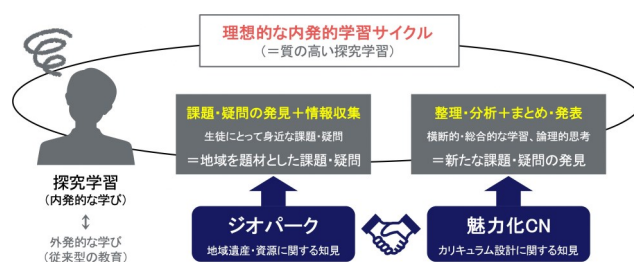 理想的な内発的学習サイクル
(＝質の高い探究学習)
課題・疑問の発見＋情報収集
生徒にとって身近な課題・疑問
＝地域を題材とした課題・疑問
整理・分析＋まとめ・発表
横断的・総合的な学習、論理的思考
＝新たな課題・疑問の発見
探究学習
(内発的な学び)
↕
外発的な学び
(従来型の教育)
ジオパーク
地域遺産・資源に関する知見
魅力化CN
カリキュラム設計に関する知見